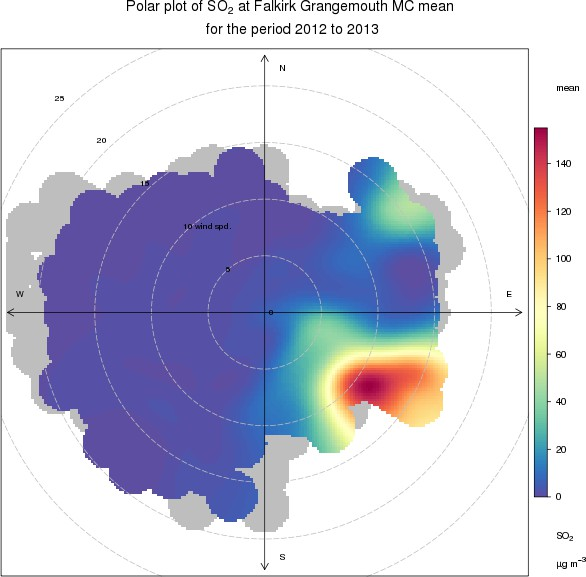 Polar plot of SO₂ at Falkirk Grangemouth MC mean
for the period 2012 to 2013
N
mean
25
20
15
10 wind spd.
5
0
W
E
S
140
120
100
80
60
40
20
0
SO₂
µg m⁻³